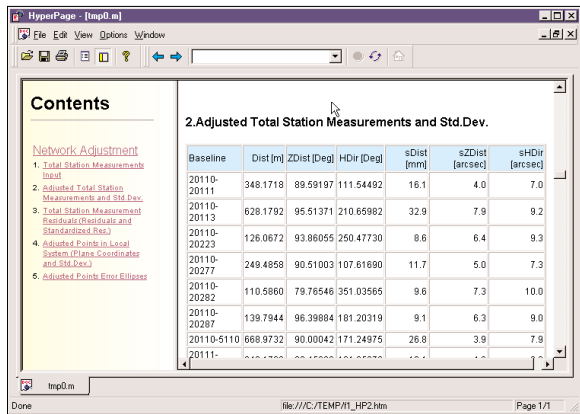 HyperPage - [tmp0.m]
File Edit View Options Window
Contents
Network Adjustment
1. Total Station Measurements
Input
2. Adjusted Total Station
Measurements and Std.Dev.
3. Total Station Measurement
Residuals (Residuals and
Standardized Res.)
4. Adjusted Points in Local
System (Plane Coordinates
and Std.Dev.)
5. Adjusted Points Error Ellipses
2.Adjusted Total Station Measurements and Std.Dev.
Baseline Dist [m] ZDist [Deg] HDir [Deg] sDist [mm] sZDist [arcsec] sHDir [arcsec]
20110-20111 348.1718 89.59197 111.54492 16.1 4.0 7.0
20110-20113 628.1792 95.51371 210.65982 32.9 7.9 9.2
20110-20223 126.0672 93.86055 250.47730 8.6 6.4 9.3
20110-20277 249.4858 90.51003 107.61690 11.7 5.0 7.3
20110-20282 110.5860 79.76546 351.03565 9.6 7.3 10.0
20110-20287 139.7944 96.39884 181.20319 9.1 6.3 9.0
20110-5110 668.9732 90.00042 171.24975 26.8 3.9 7.9
20111-
tmp0.m
Done file:///C:/TEMP/f1_HP2.htm Page 1/1